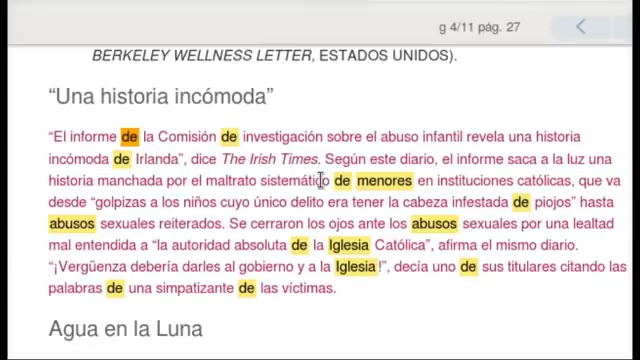 g 4/11 pág. 27
BERKELEY WELLNESS LETTER, ESTADOS UNIDOS).
“Una historia incómoda”
“El informe de la Comisión de investigación sobre el abuso infantil revela una historia
incómoda de Irlanda”, dice The Irish Times. Según este diario, el informe saca a la luz una
historia manchada por el maltrato sistemático de menores en instituciones católicas, que va
desde “golpizas a los niños cuyo único delito era tener la cabeza infestada de piojos” hasta
abusos sexuales reiterados. Se cerraron los ojos ante los abusos sexuales por una lealtad
mal entendida a “la autoridad absoluta de la Iglesia Católica”, afirma el mismo diario.
“¡Vergüenza debería darles al gobierno y a la Iglesia!”, decía uno de sus titulares citando las
palabras de una simpatizante de las víctimas.
Agua en la Luna